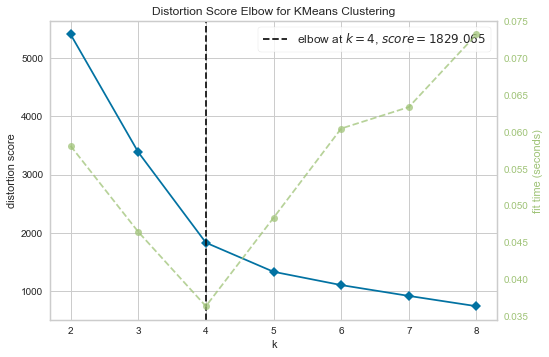 Distortion Score Elbow for KMeans Clustering
elbow at k = 4, score = 1829.065
distortion score
5000
4000
3000
2000
1000
0.075
0.070
0.065
0.060
0.055
0.050
0.045
0.040
0.035
fit time (seconds)
2 3 4 5 6 7 8
k